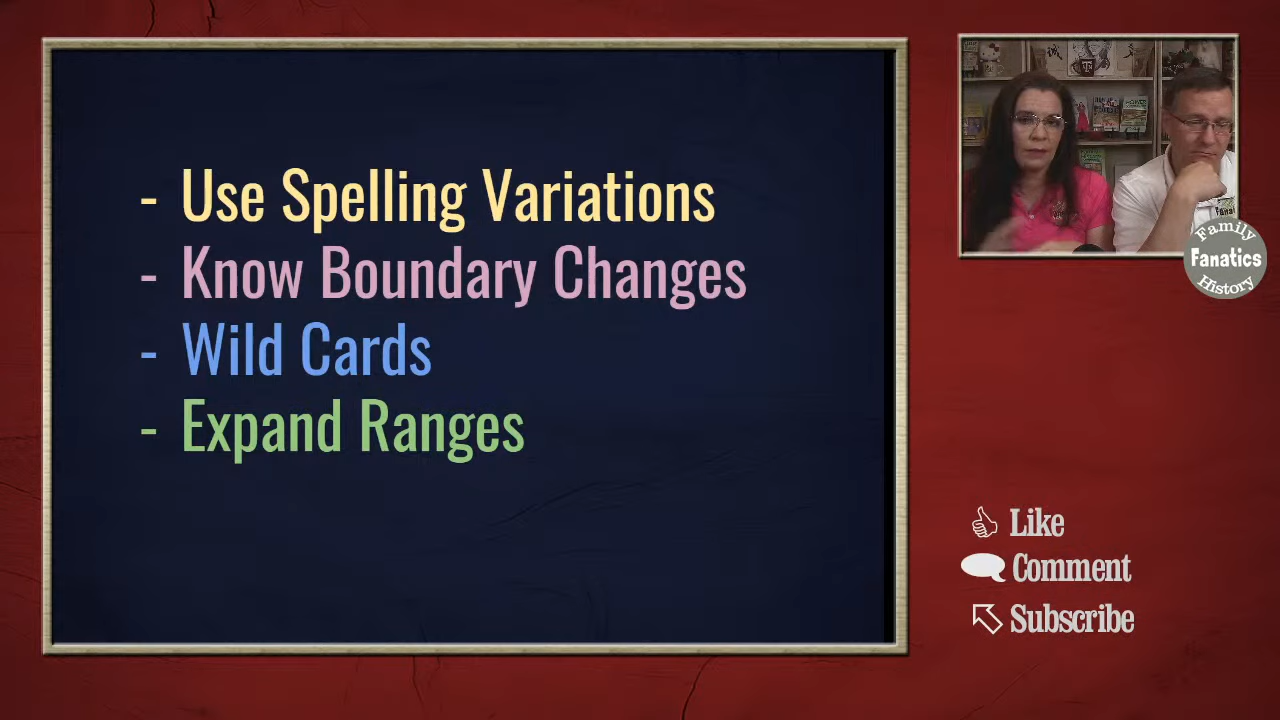 - Use Spelling Variations
- Know Boundary Changes
- Wild Cards
- Expand Ranges
Family
Fanatics
History
Like
Comment
Subscribe